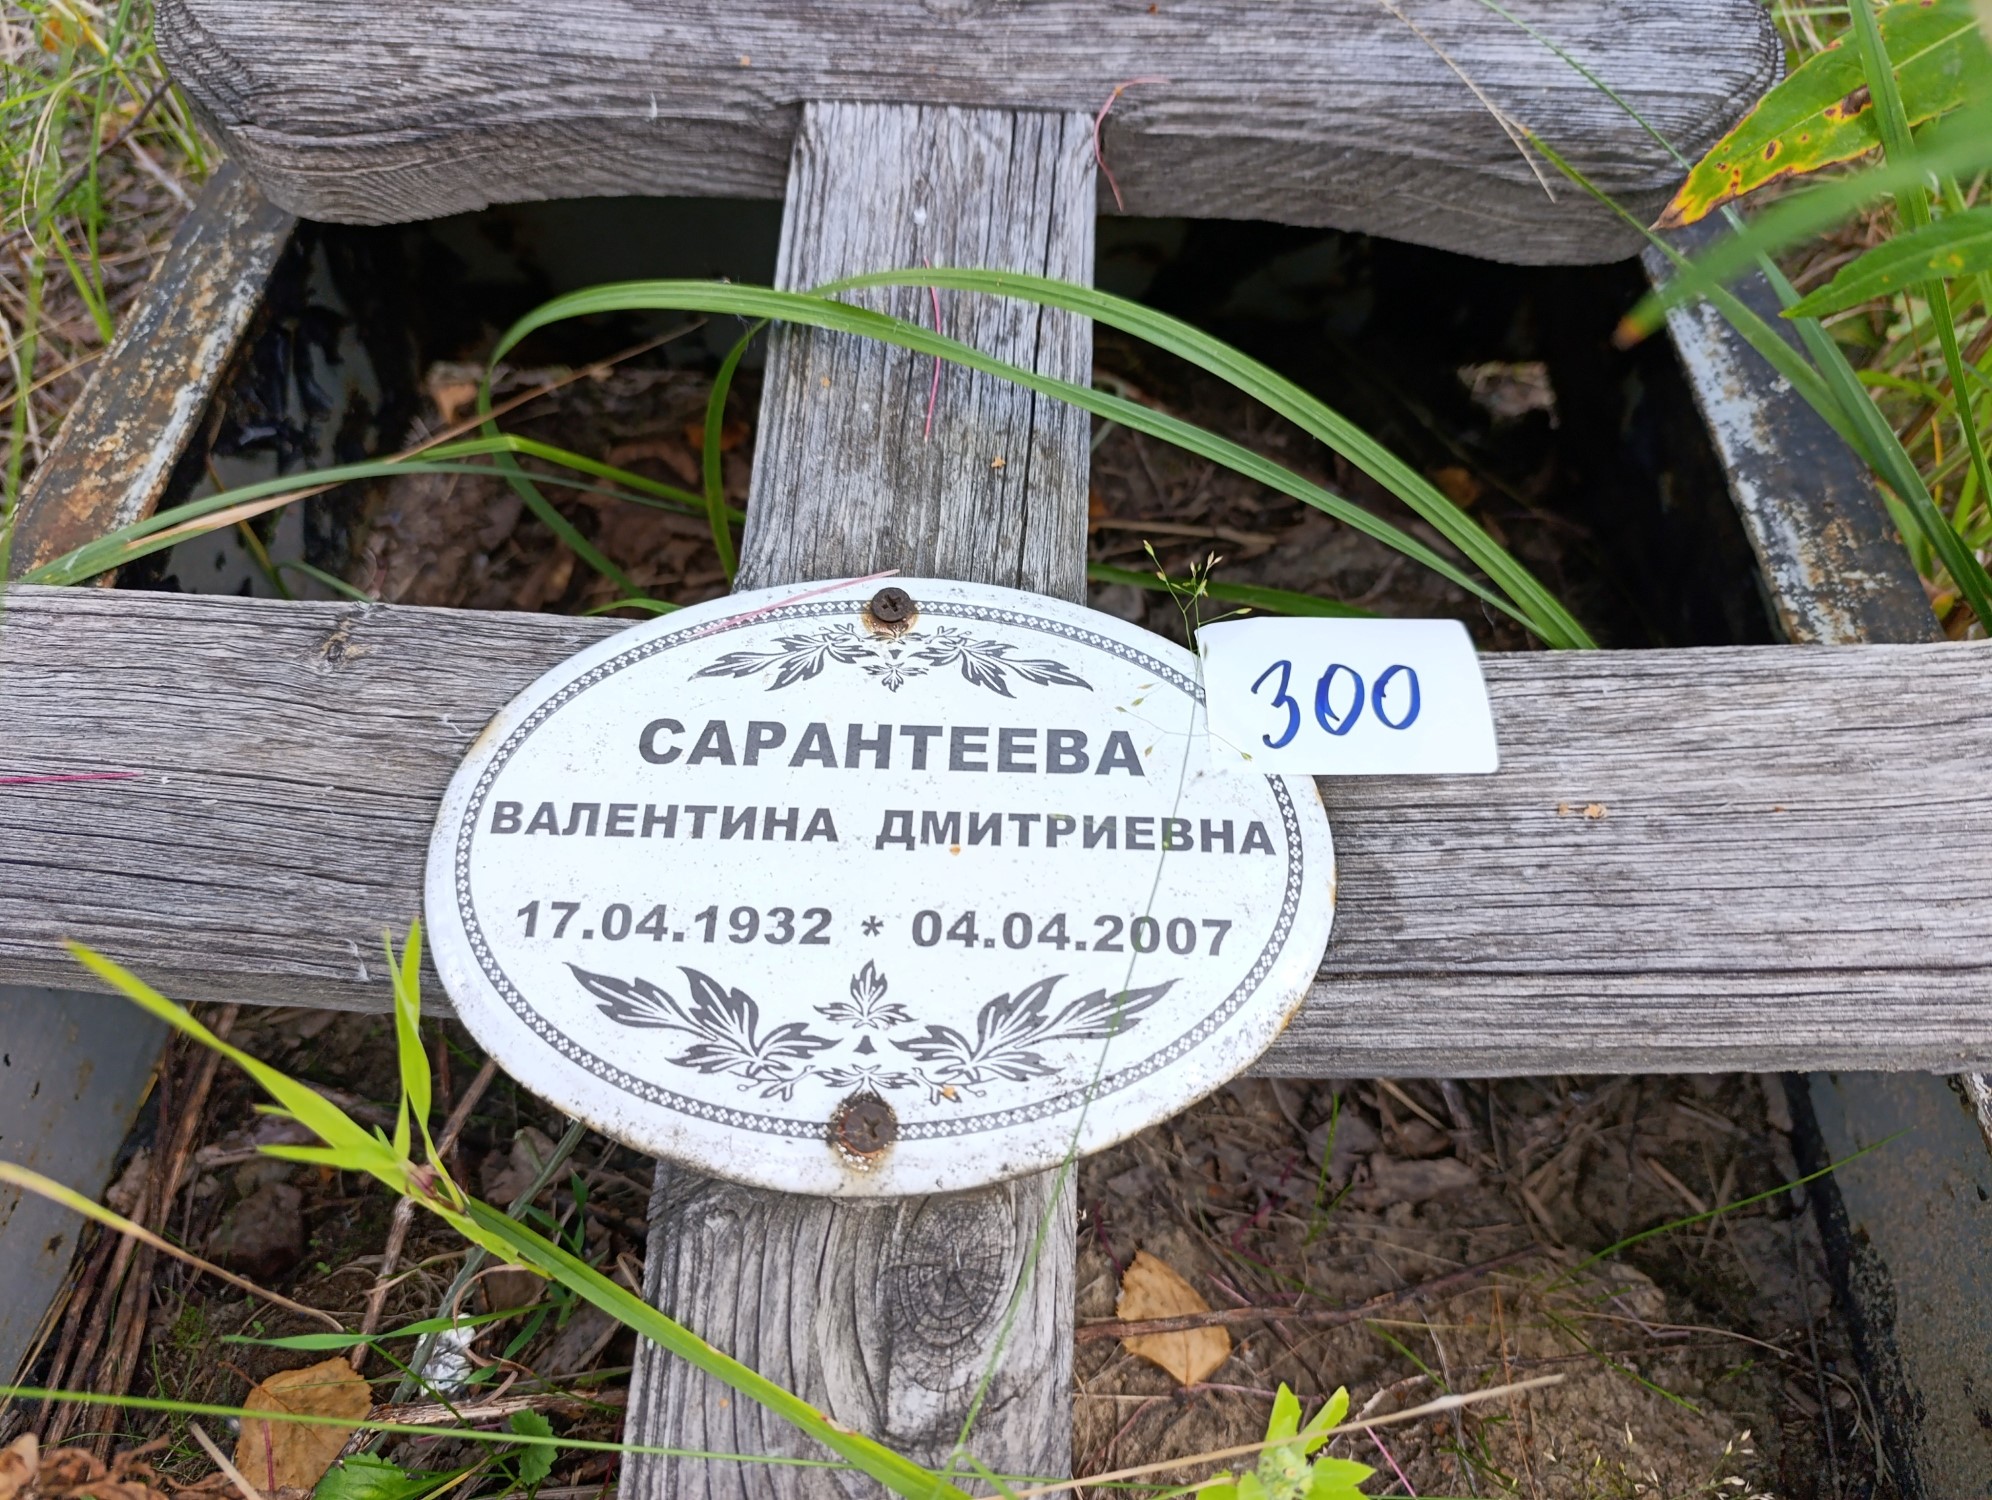 САРАНТЕЕВА
ВАЛЕНТИНА ДМИТРИЕВНА
17.04.1932 * 04.04.2007
300